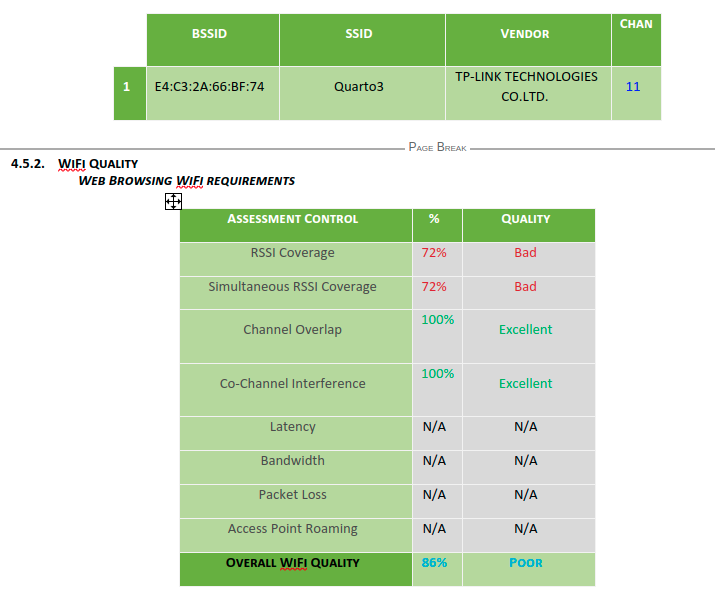 BSSID SSID VENDOR CHAN
1 E4:C3:2A:66:BF:74 Quarto3 TP-LINK TECHNOLOGIES CO.LTD. 11
PAGE BREAK
4.5.2. WIFI QUALITY
WEB BROWSING WIFI REQUIREMENTS
ASSESSMENT CONTROL % QUALITY
RSSI Coverage 72% Bad
Simultaneous RSSI Coverage 72% Bad
Channel Overlap 100% Excellent
Co-Channel Interference 100% Excellent
Latency N/A N/A
Bandwidth N/A N/A
Packet Loss N/A N/A
Access Point Roaming N/A N/A
OVERALL WIFI QUALITY 86% POOR